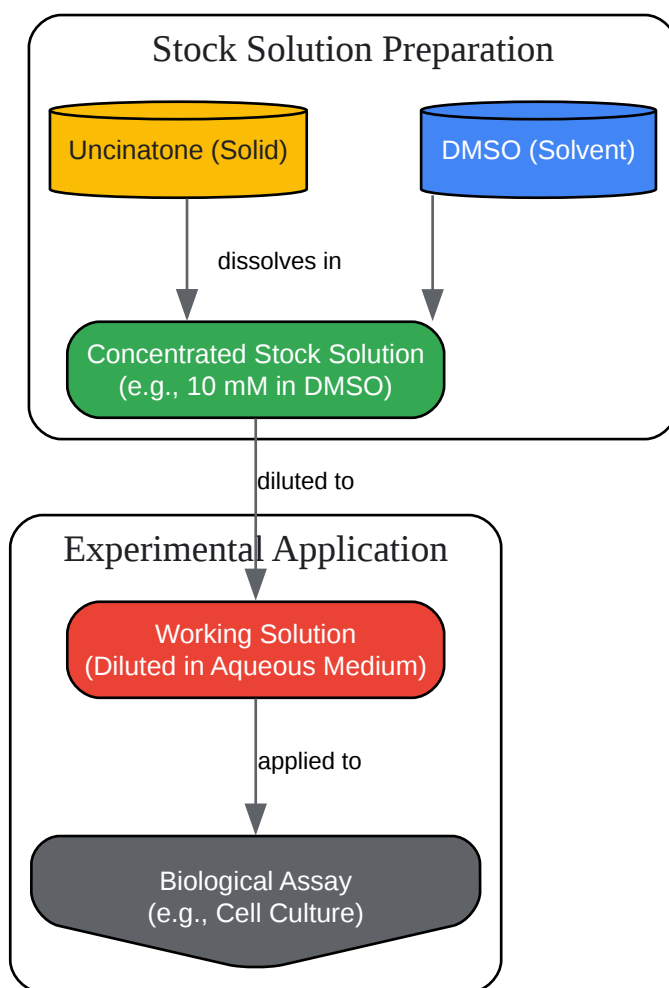 Stock Solution Preparation
Uncinatone (Solid)
DMSO (Solvent)
dissolves in
Concentrated Stock Solution
(e.g., 10 mM in DMSO)
diluted to
Experimental Application
Working Solution
(Diluted in Aqueous Medium)
applied to
Biological Assay
(e.g., Cell Culture)